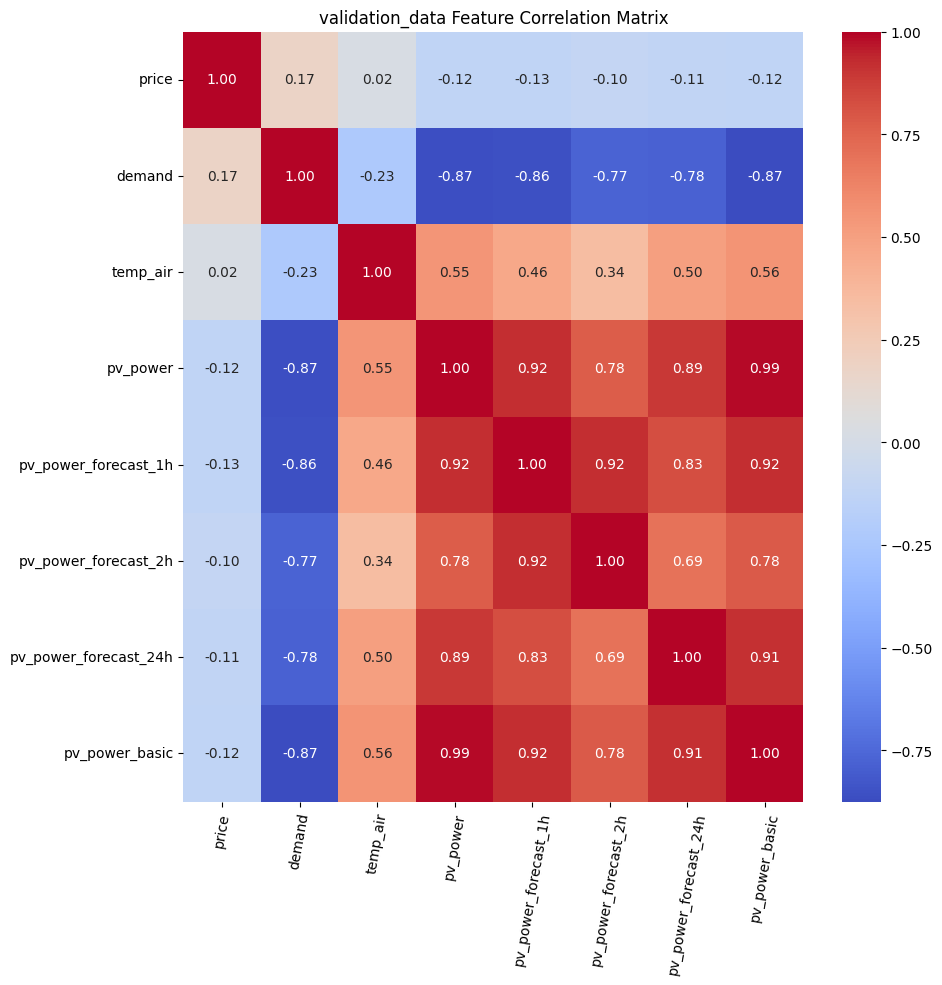 validation_data Feature Correlation Matrix
price 1.00 0.17 0.02 -0.12 -0.13 -0.10 -0.11 -0.12
demand 0.17 1.00 -0.23 -0.87 -0.86 -0.77 -0.78 -0.87
temp_air 0.02 -0.23 1.00 0.55 0.46 0.34 0.50 0.56
pv_power -0.12 -0.87 0.55 1.00 0.92 0.78 0.89 0.99
pv_power_forecast_1h -0.13 -0.86 0.46 0.92 1.00 0.92 0.83 0.92
pv_power_forecast_2h -0.10 -0.77 0.34 0.78 0.92 1.00 0.69 0.78
pv_power_forecast_24h -0.11 -0.78 0.50 0.89 0.83 0.69 1.00 0.91
pv_power_basic -0.12 -0.87 0.56 0.99 0.92 0.78 0.91 1.00
price
demand
temp_air
pv_power
pv_power_forecast_1h
pv_power_forecast_2h
pv_power_forecast_24h
pv_power_basic
1.00
0.75
0.50
0.25
0.00
−0.25
−0.50
−0.75